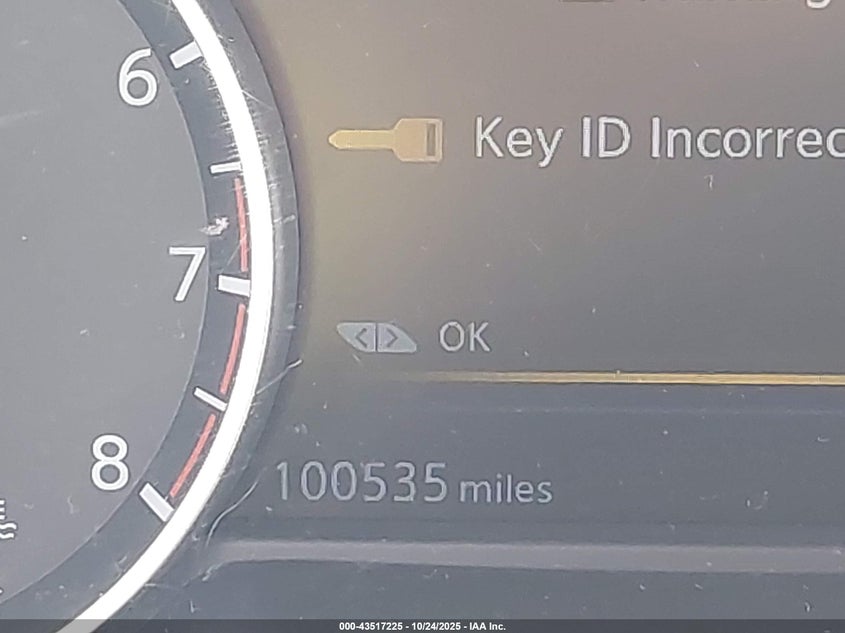 6
Key ID Incorrec
7
OK
8
100535 miles
000-43517225 - 10/24/2025 - IAA Inc.